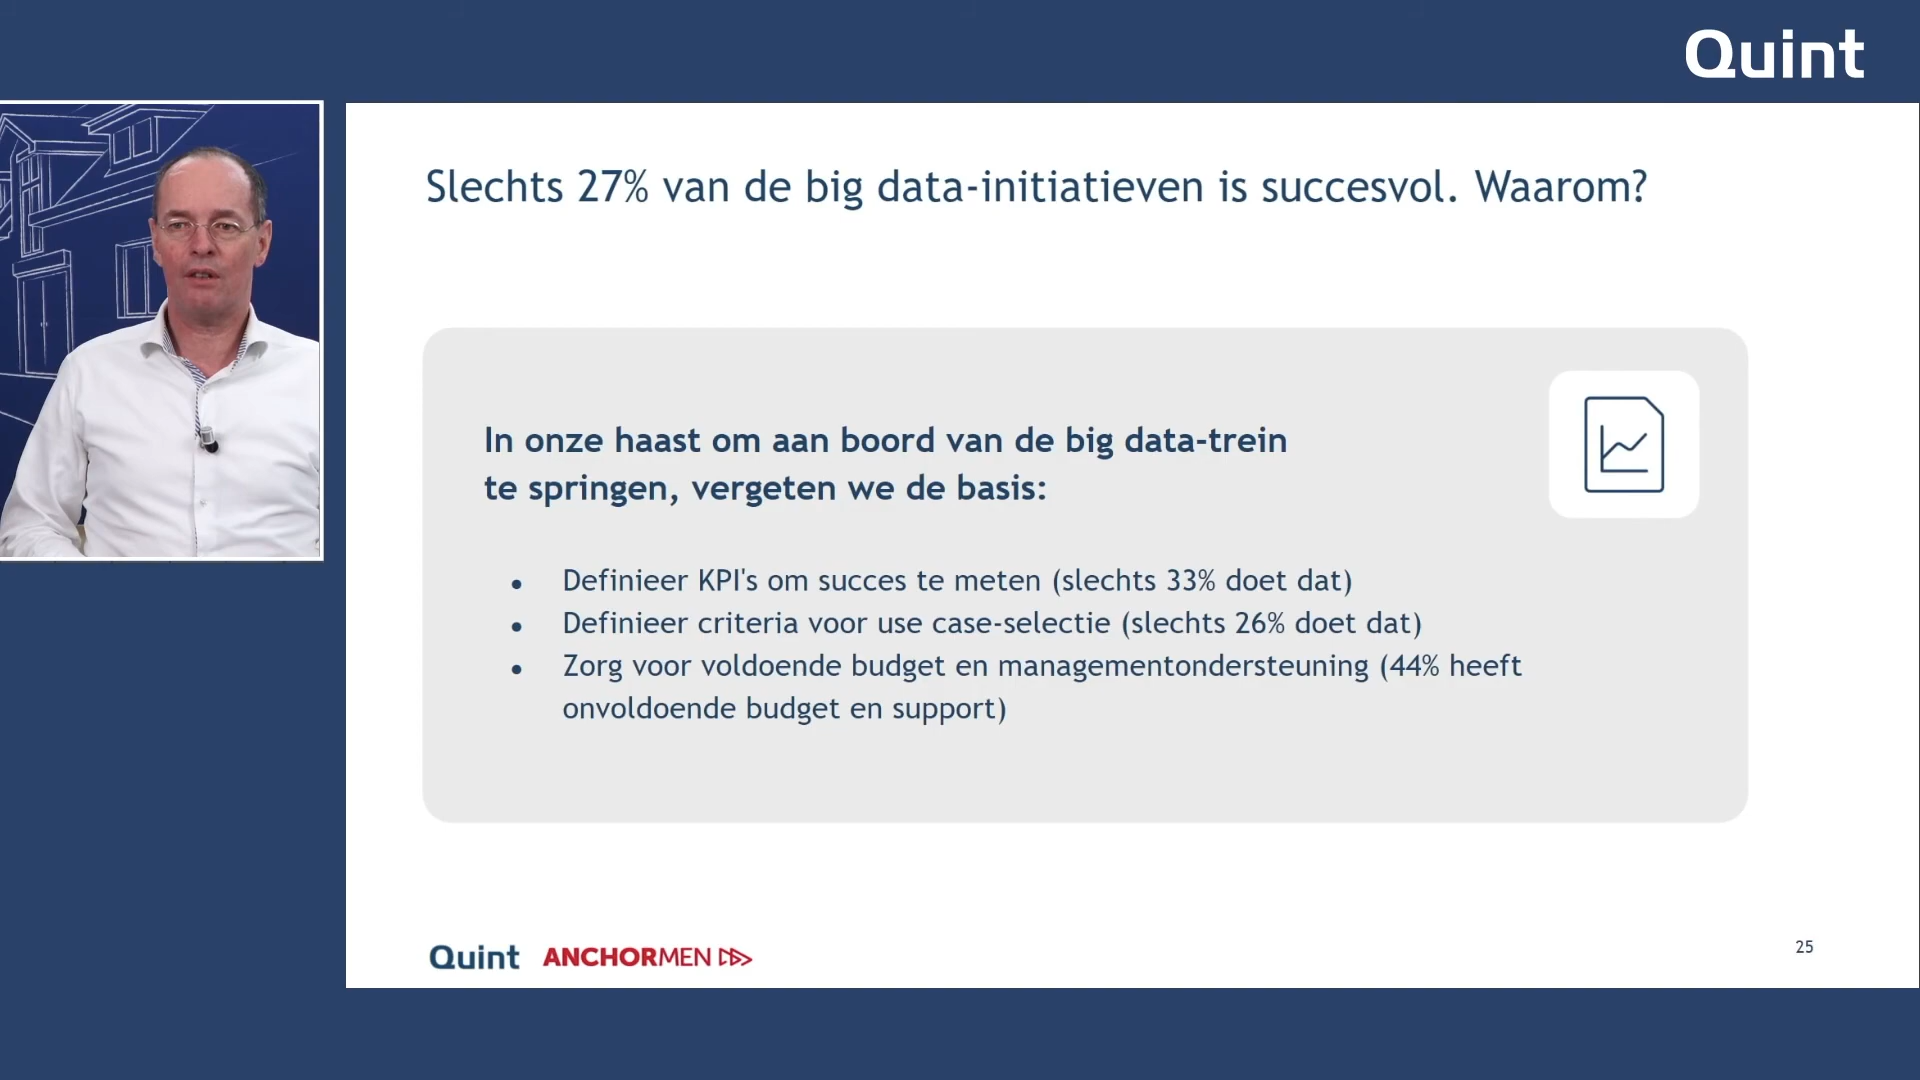 Quint
Slechts 27% van de big data-initiatieven is succesvol. Waarom?
In onze haast om aan boord van de big data-trein
te springen, vergeten we de basis:
• Definieer KPI's om succes te meten (slechts 33% doet dat)
• Definieer criteria voor use case-selectie (slechts 26% doet dat)
• Zorg voor voldoende budget en managementondersteuning (44% heeft
onvoldoende budget en support)
Quint ANCHORMEN
25